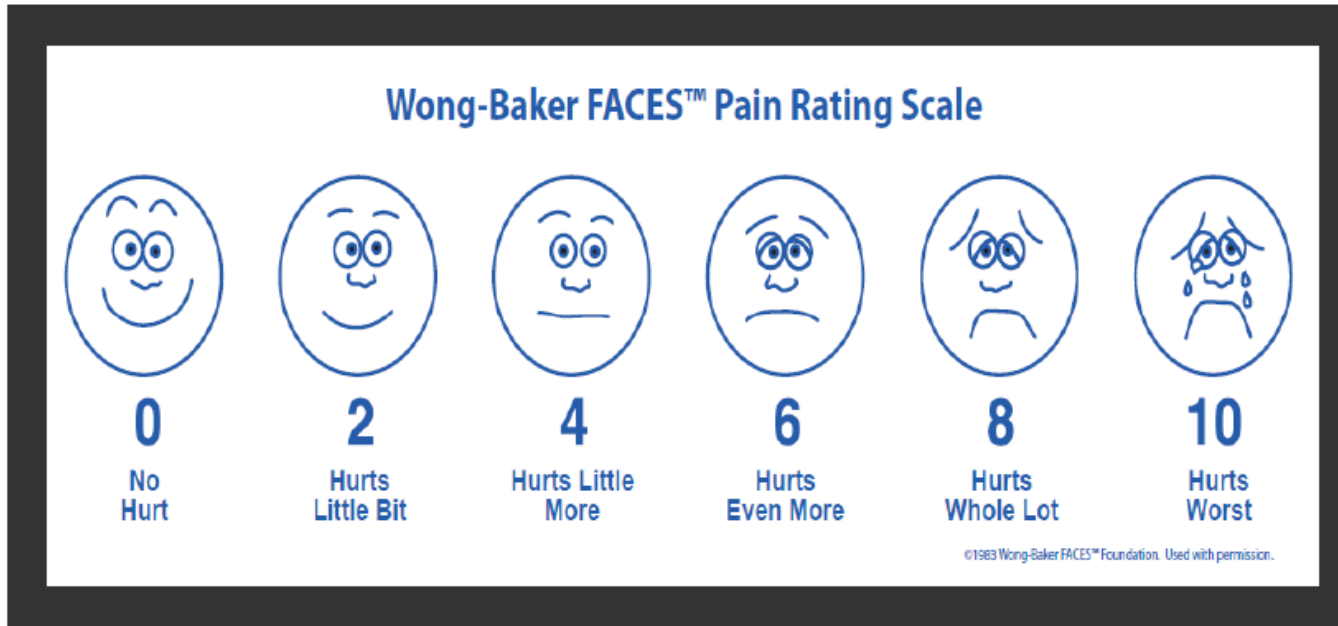 Wong-Baker FACES™ Pain Rating Scale
0 2 4 6 8 10
No Hurts Hurts Little Hurts Hurts Hurts
Hurt Little Bit More Even More Whole Lot Worst
©1983 Wong-Baker FACES™ Foundation. Used with permission.